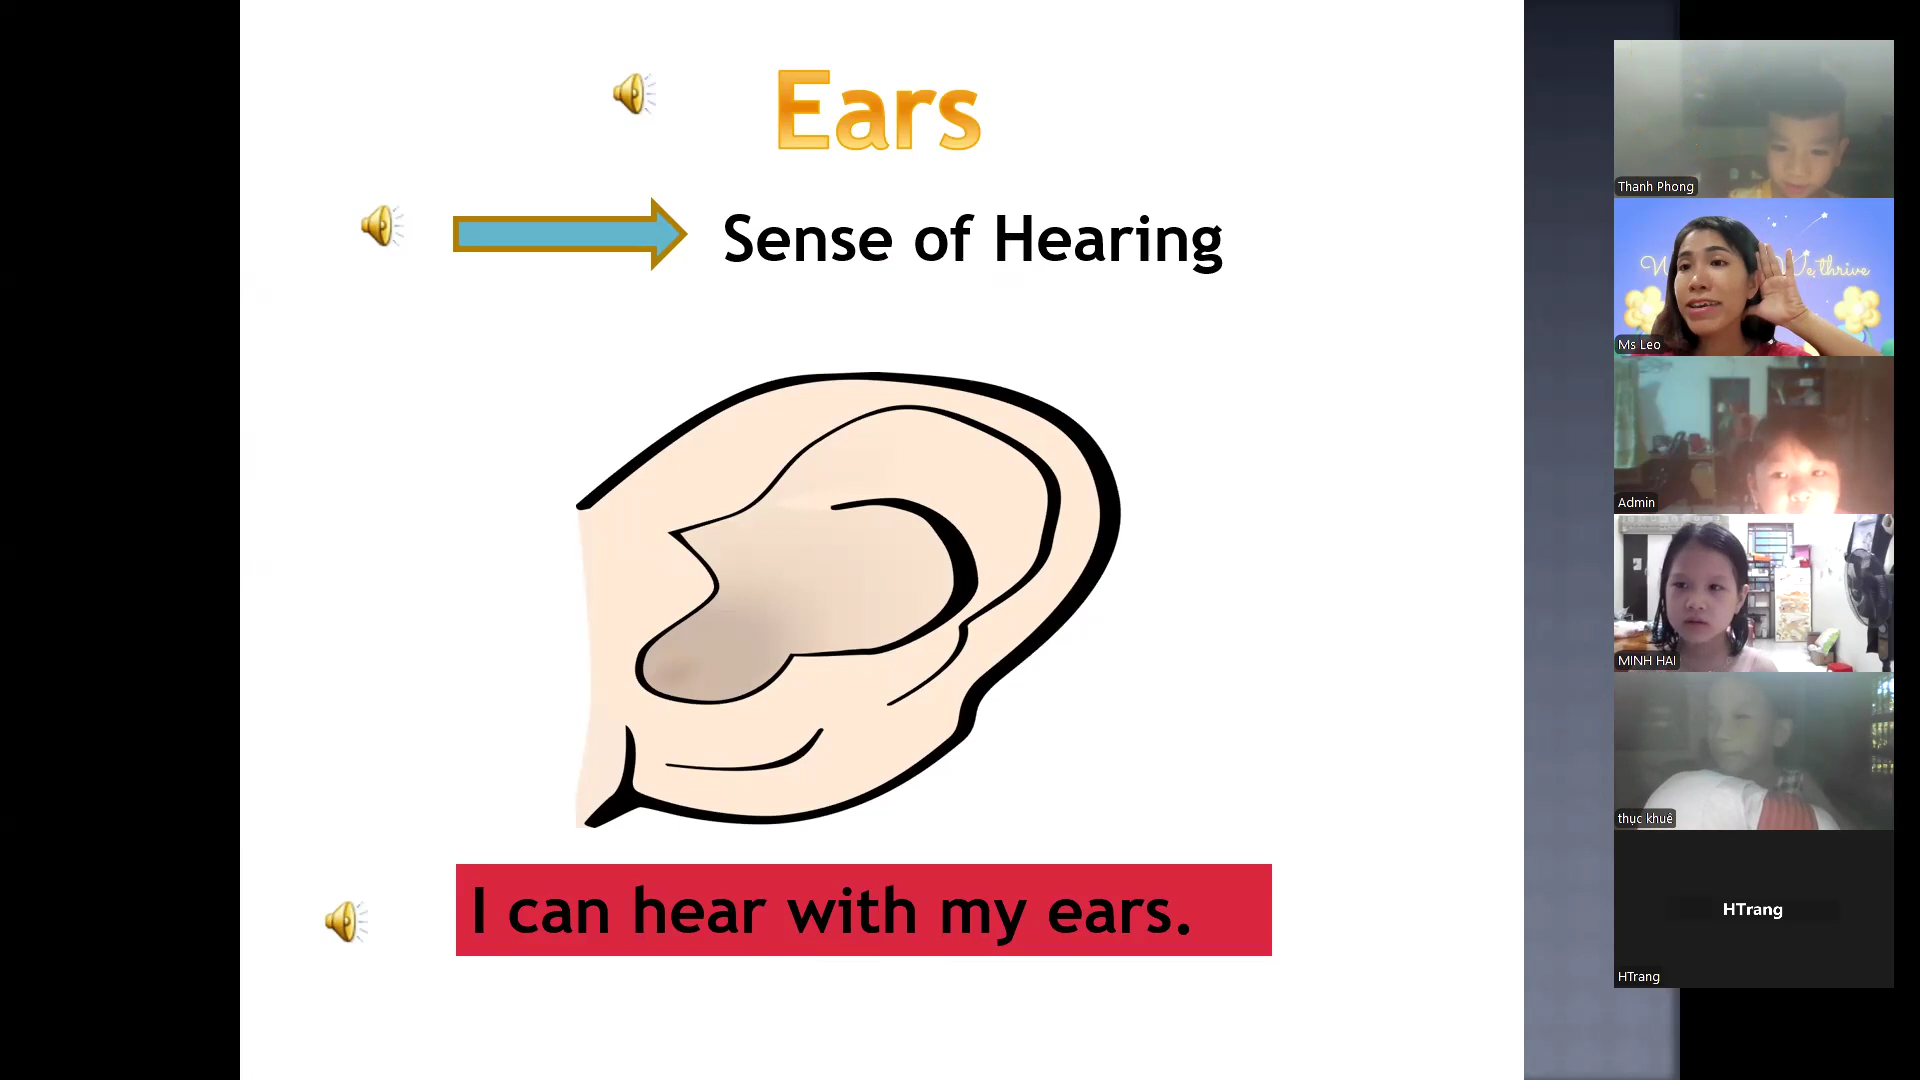 Ears
Sense of Hearing
I can hear with my ears.
Thanh Phong
Ms Leo
Admin
MINH HAI
thục khuê
HTrang
HTrang